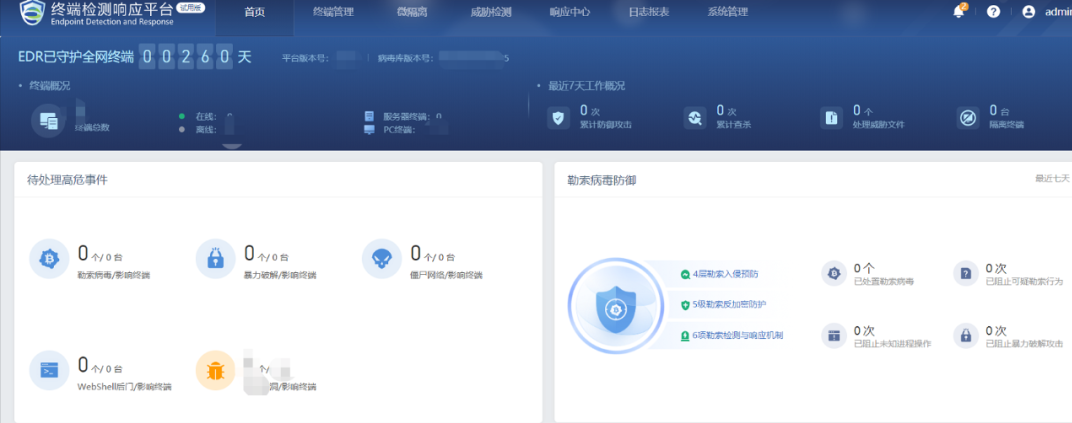 终端检测响应平台 试用版
Endpoint Detection and Response
首页 终端管理 微隔离 威胁检测 响应中心 日志报表 系统管理
2
admin
EDR已守护全网终端 0 0 2 6 0 天 平台版本号: 病毒库版本号: 5
终端概况
终端总数
在线:
离线:
服务器终端: 0
PC终端:
最近7天工作概况
0 次
累计防御攻击
0 次
累计查杀
0 个
处理威胁文件
0 台
隔离终端
待处理高危事件
0 个/ 0 台
勒索病毒/影响终端
0 个/ 0 台
暴力破解/影响终端
0 个/ 0 台
僵尸网络/影响终端
0 个/ 0 台
WebShell后门/影响终端
个/
洞/影响终端
勒索病毒防御
最近七天
4层勒索入侵预防
5级勒索反加密防护
6项勒索检测与响应机制
0 个
已处置勒索病毒
0 次
已阻止可疑勒索行为
0 次
已阻止未知进程操作
0 次
已阻止暴力破解攻击